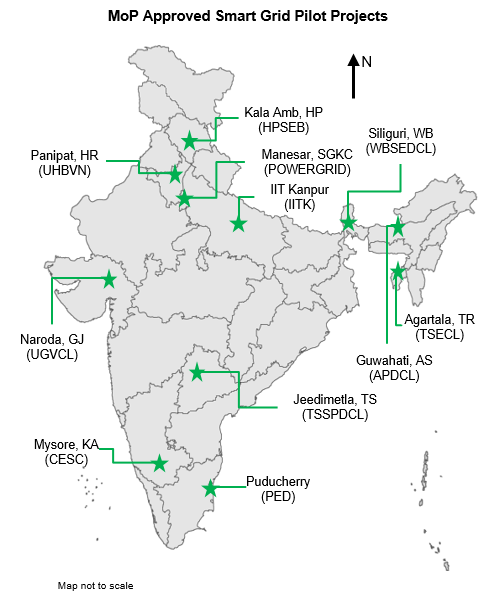 MoP Approved Smart Grid Pilot Projects
N
Kala Amb, HP
(HPSEB)
Siliguri, WB
(WBSEDCL)
Panipat, HR
(UHBVN)
Manesar, SGKC
(POWERGRID)
IIT Kanpur
(IITK)
Agartala, TR
(TSECL)
Naroda, GJ
(UGVCL)
Guwahati, AS
(APDCL)
Jeedimetla, TS
(TSSPDCL)
Mysore, KA
(CESC)
Puducherry
(PED)
Map not to scale